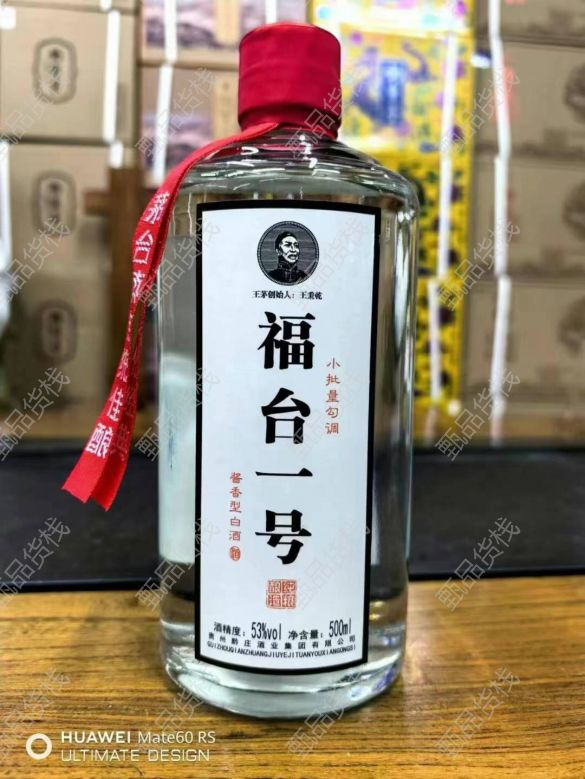 王茅创始人：王秉乾
福台一号
小批量勾调
酱香型白酒
酒精度：53%vol 净含量：500ml
贵州黔庄酒业集团有限公司
GUIZHOUQIANZHUANGJIUYEJITUANYOUXIANGONGSI
HUAWEI Mate60 RS
ULTIMATE DESIGN
甄品货栈